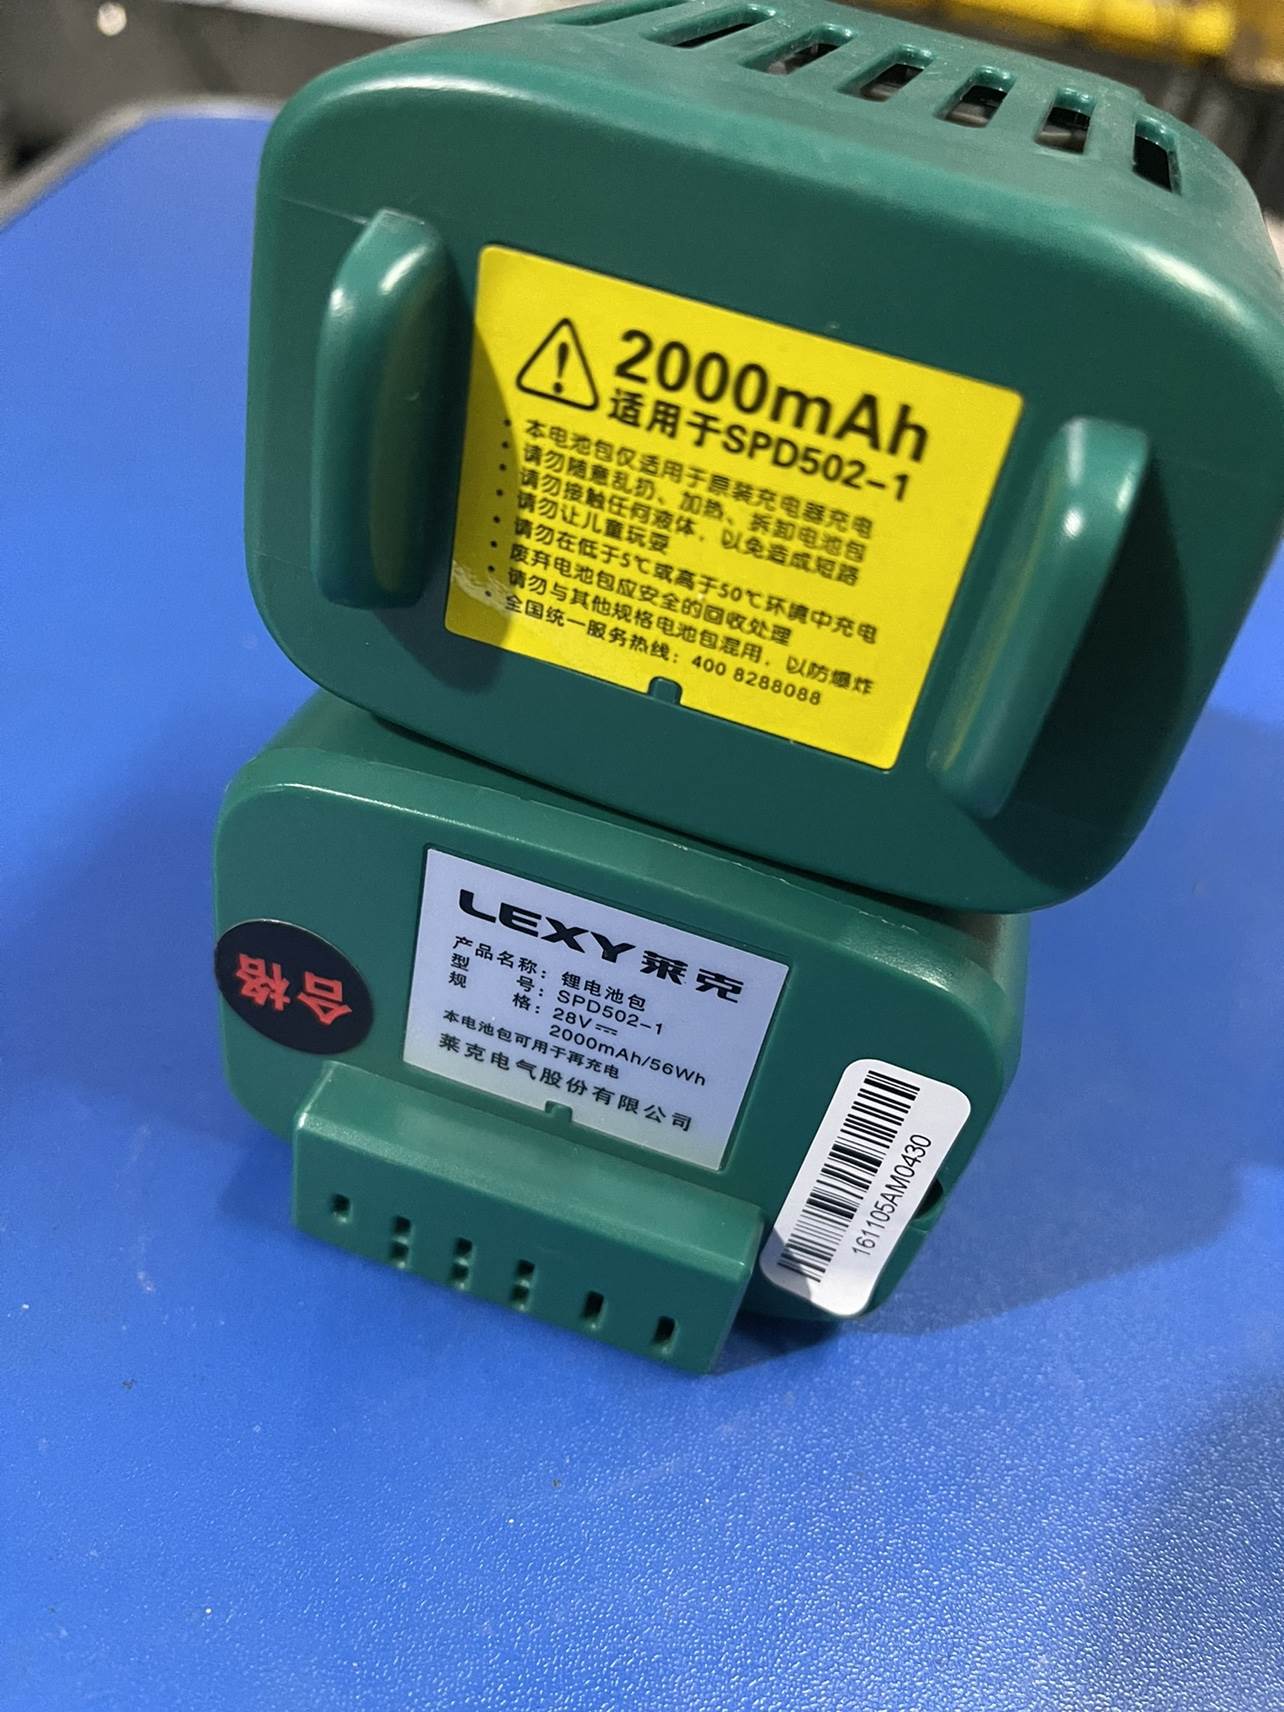 2000mAh
适用于SPD502-1
• 本电池包仅适用于原装充电器充电
• 请勿随意乱扔、加热、拆卸电池包
• 请勿接触任何液体，以免造成短路
• 请勿让儿童玩耍
• 请勿在低于5℃或高于50℃环境中充电
• 废弃电池包应安全的回收处理
• 请勿与其他规格电池包混用，以防爆炸
• 全国统一服务热线：400 8288088
LEXY 莱克
产品名称：锂电池包
型 号：SPD502-1
规 格：28V⎓
2000mAh/56Wh
本电池包可用于再充电
莱克电气股份有限公司
合格
161105AM0430